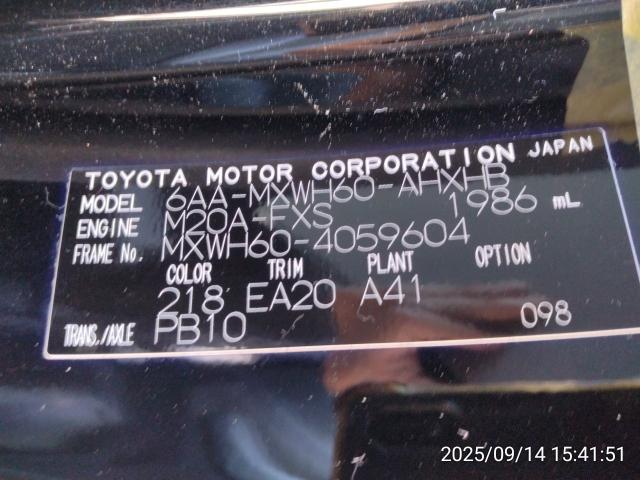 TOYOTA MOTOR CORPORATION JAPAN
MODEL 6AA-MXWH60-AHXHB
ENGINE M20A-FXS 1986 mL
FRAME No. MXWH60-4059604
COLOR TRIM PLANT OPTION
218 EA20 A41
TRANS./AXLE PB10 098
2025/09/14 15:41:51